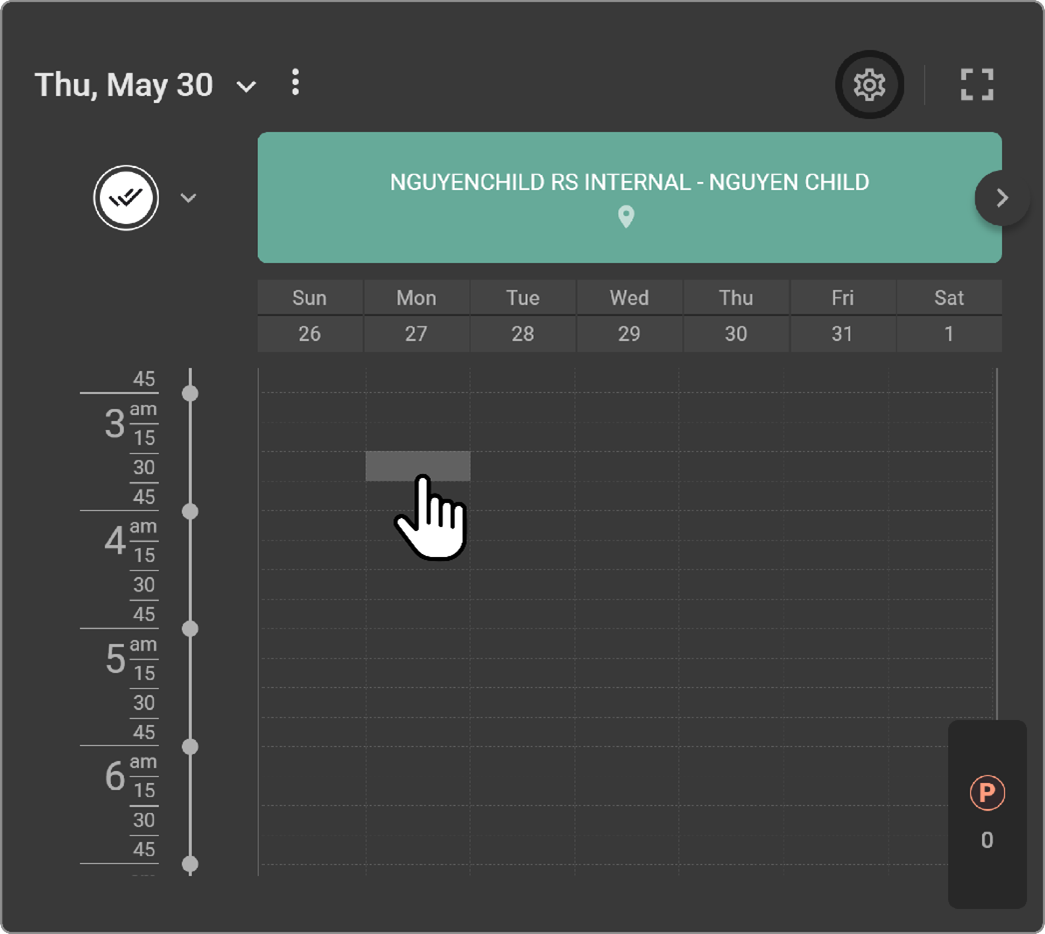 Thu, May 30
NGUYENCHILD RS INTERNAL - NGUYEN CHILD
Sun Mon Tue Wed Thu Fri Sat
26 27 28 29 30 31 1
45
3 am
15
30
45
4 am
15
30
45
5 am
15
30
45
6 am
15
30
45
P
0